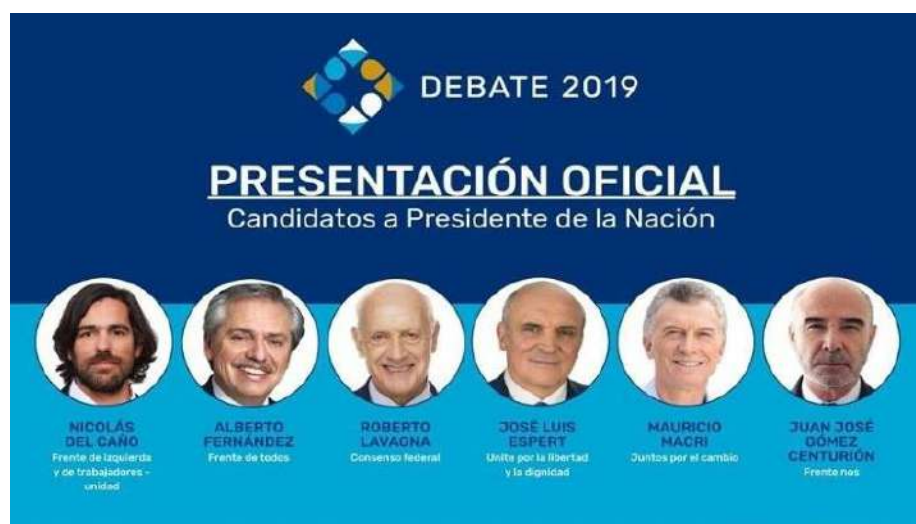 DEBATE 2019
PRESENTACIÓN OFICIAL
Candidatos a Presidente de la Nación
NICOLÁS
DEL CAÑO
Frente de Izquierda
y de trabajadores -
unidad
ALBERTO
FERNÁNDEZ
Frente de todos
ROBERTO
LAVAGNA
Consenso federal
JOSÉ LUIS
ESPERT
Unite por la libertad
y la dignidad
MAURICIO
MACRI
Juntos por el cambio
JUAN JOSÉ
GÓMEZ
CENTURIÓN
Frente nos